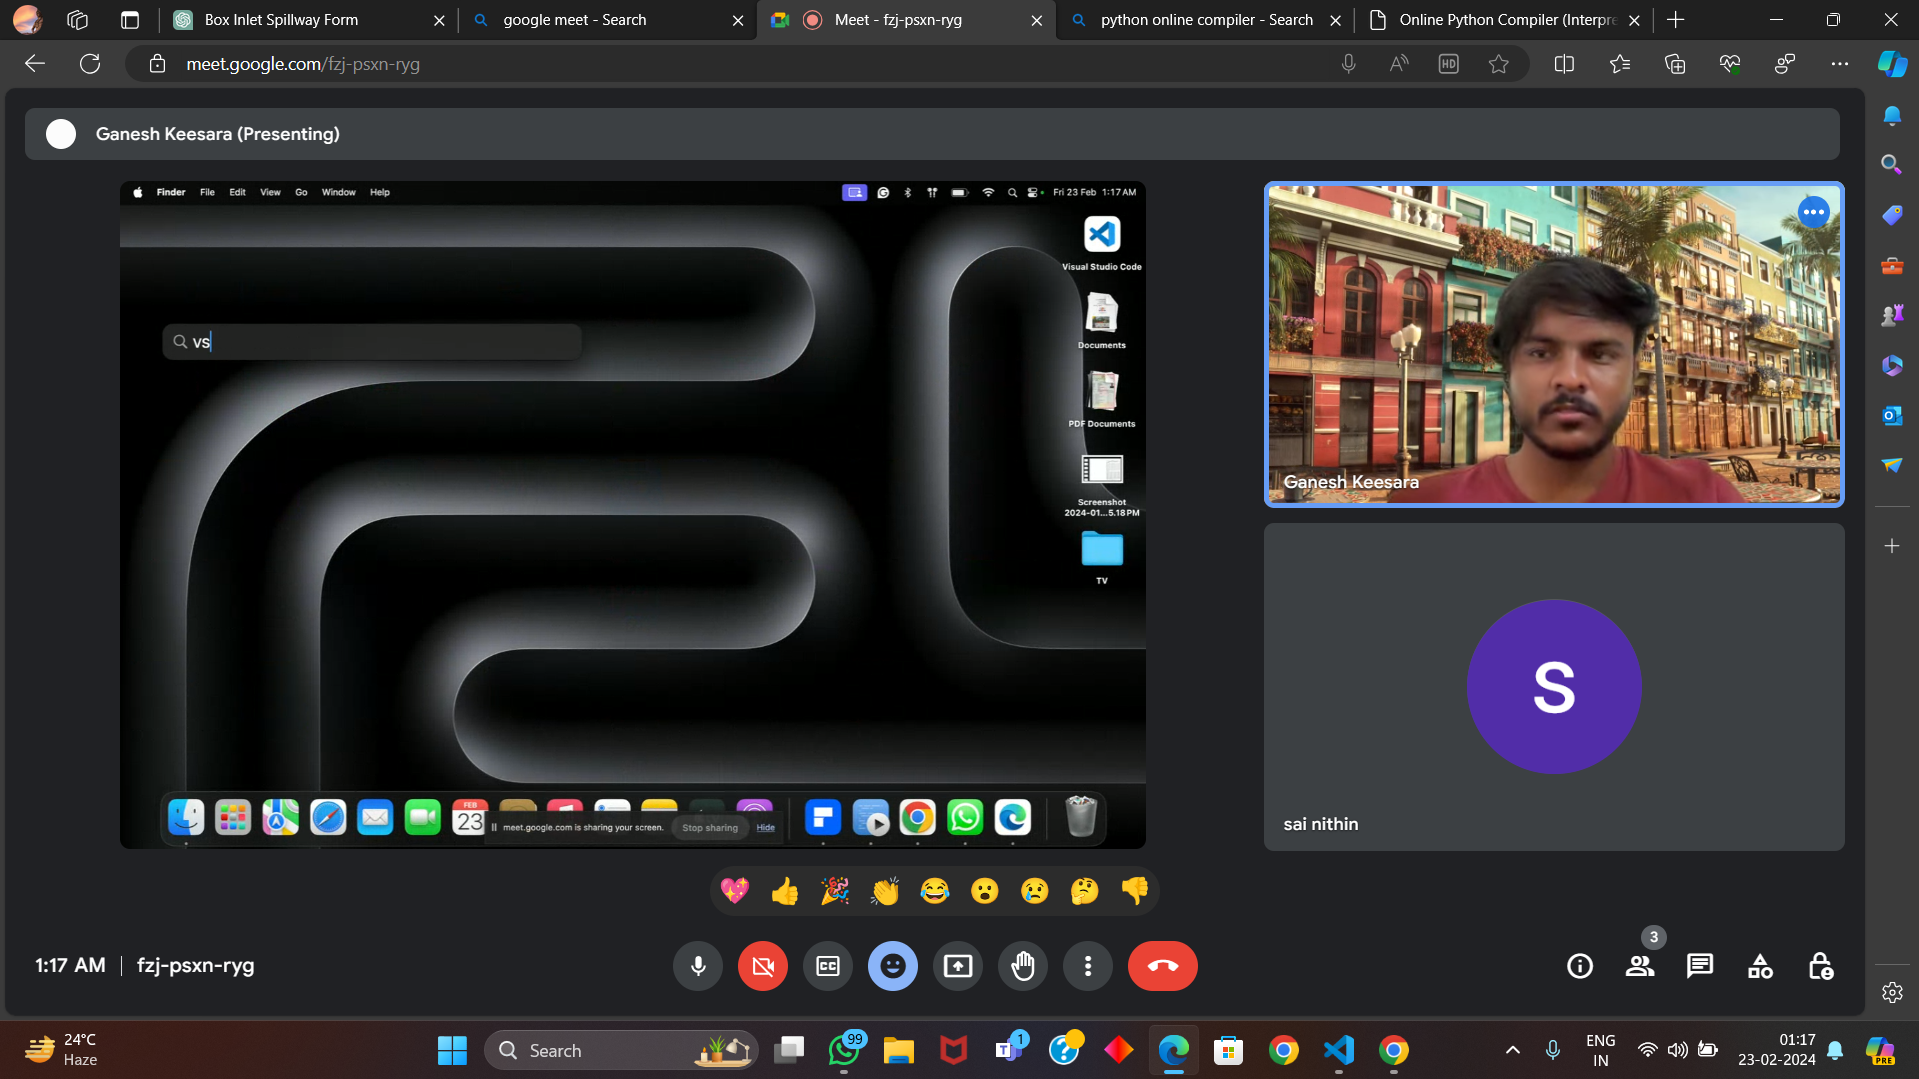 Box Inlet Spillway Form
google meet - Search
Meet - fzj-psxn-ryg
python online compiler - Search
Online Python Compiler (Interpre
meet.google.com/fzj-psxn-ryg
HD
Ganesh Keesara (Presenting)
Finder File Edit View Go Window Help
Fri 23 Feb 1:17 AM
Visual Studio Code
vs
Documents
PDF Documents
Screenshot
2024-01...5.18 PM
TV
FEB
23
meet.google.com is sharing your screen.
Stop sharing
Hide
Ganesh Keesara
S
sai nithin
1:17 AM
fzj-psxn-ryg
CC
3
24°C
Haze
Search
99
1
ENG
IN
01:17
23-02-2024
PRE